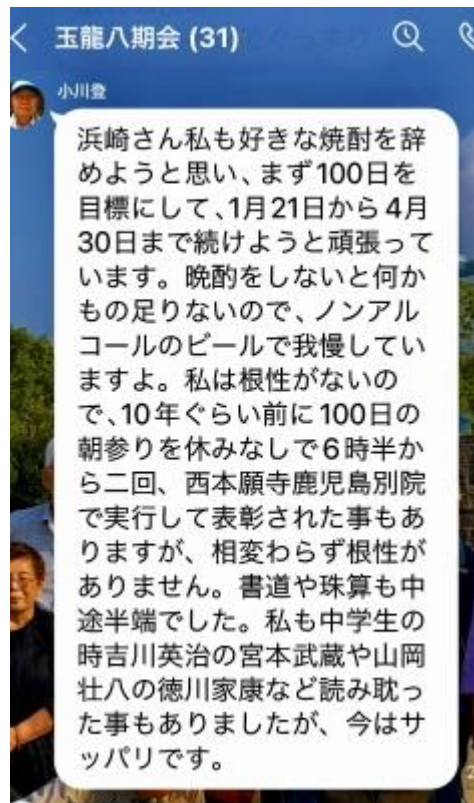 玉龍八期会 (31)
小川登
浜崎さん私も好きな焼酎を辞
めようと思い、まず100日を
目標にして、1月21日から4月
30日まで続けようと頑張って
います。晩酌をしないと何か
もの足りないので、ノンアル
コールのビールで我慢してい
ますよ。私は根性がないの
で、10年ぐらい前に100日の
朝参りを休みなしで6時半か
ら二回、西本願寺鹿児島別院
で実行して表彰された事もあ
りますが、相変わらず根性が
ありません。書道や珠算も中
途半端でした。私も中学生の
時吉川英治の宮本武蔵や山岡
壮八の徳川家康など読み耽っ
た事もありましたが、今はサ
ッパリです。